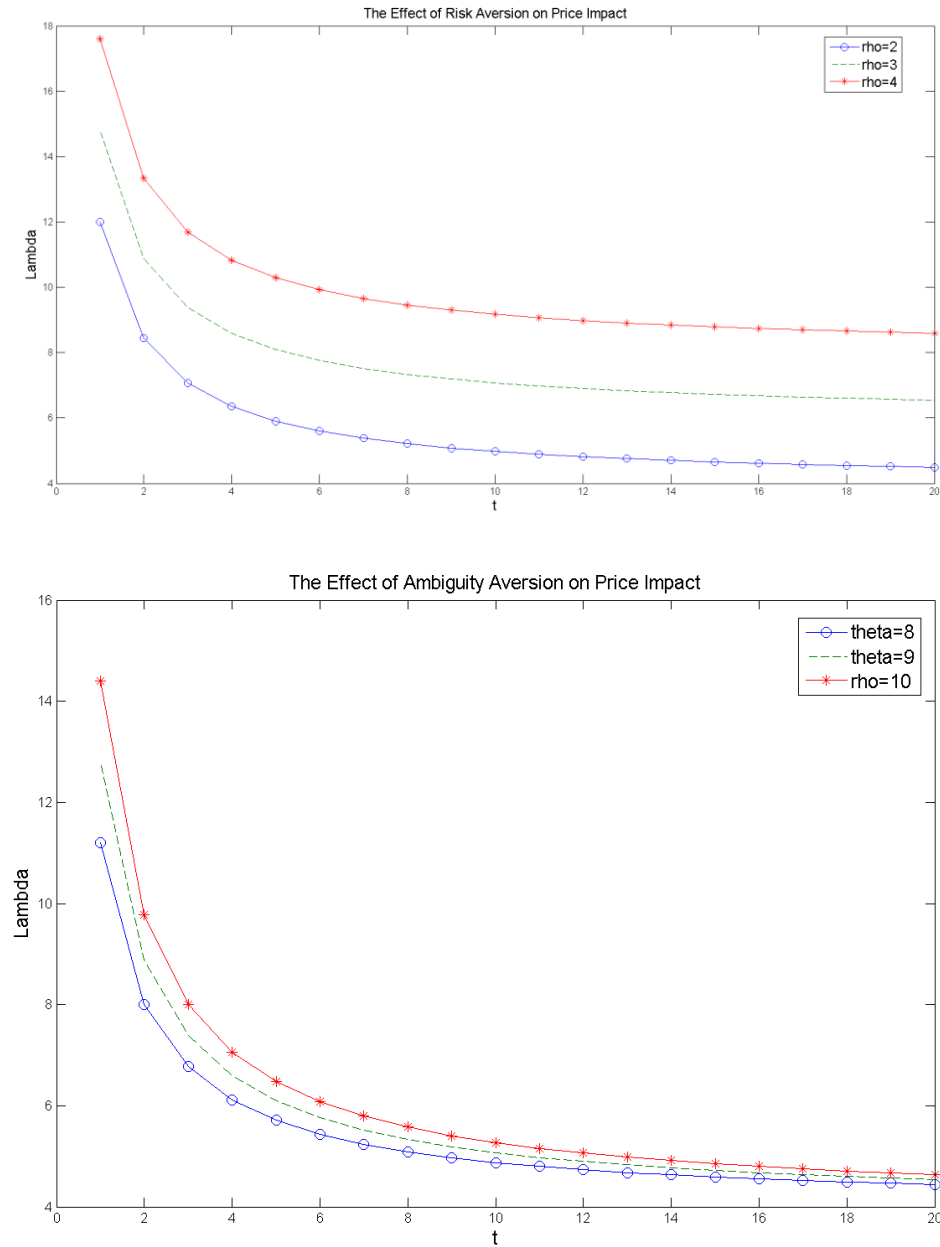 The Effect of Risk Aversion on Price Impact
18
16
14
12
10
8
6
4
Lambda
rho=2
rho=3
rho=4
0 2 4 6 8 10 12 14 16 18 20
t
The Effect of Ambiguity Aversion on Price Impact
16
14
12
10
8
6
4
Lambda
theta=8
theta=9
rho=10
0 2 4 6 8 10 12 14 16 18 20
t